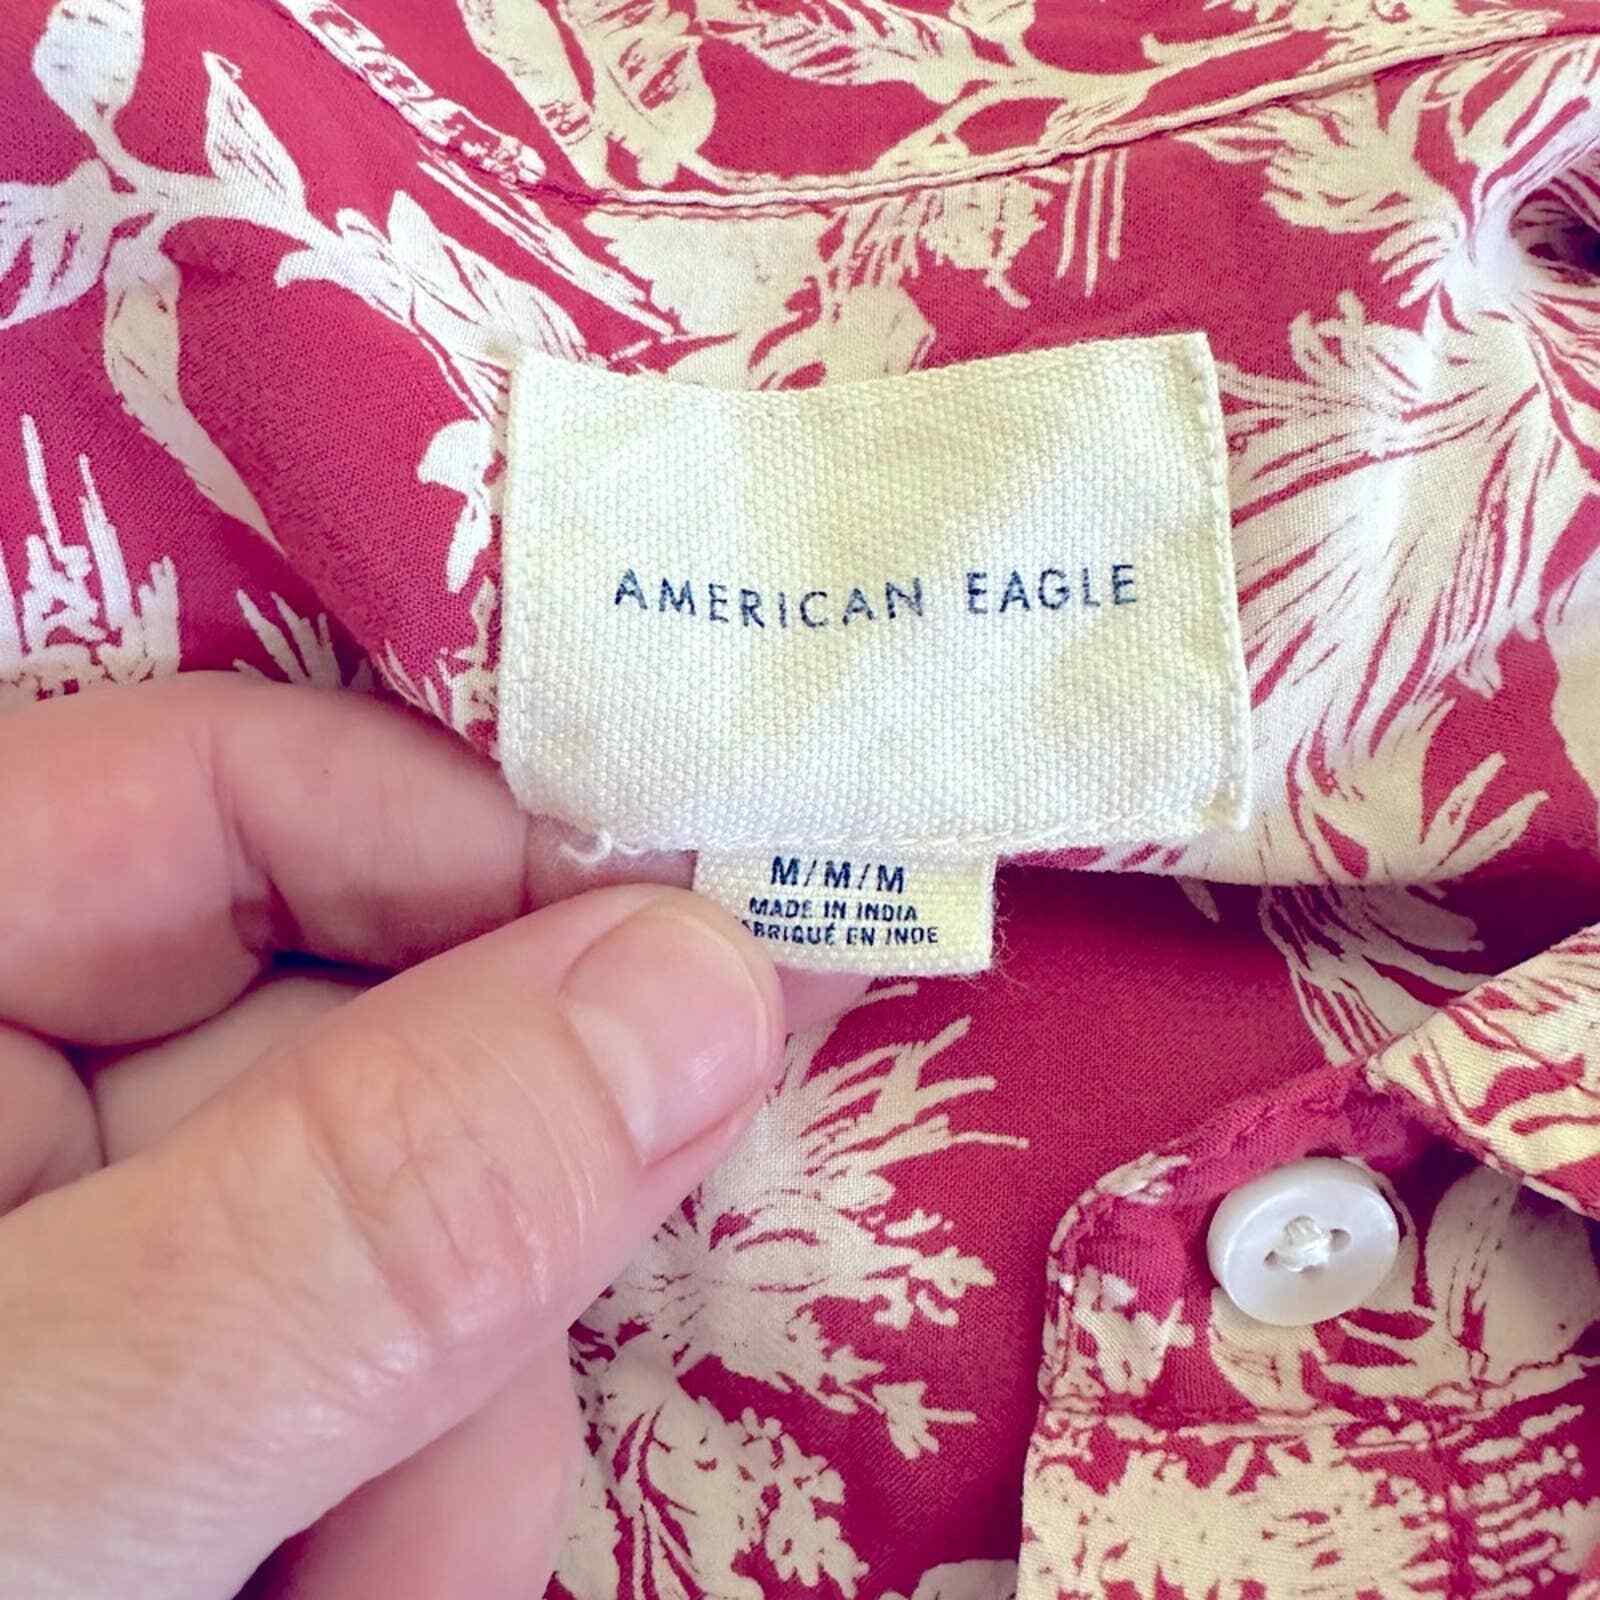 AMERICAN EAGLE
M/M/M
MADE IN INDIA
ABRIQUÉ EN INDE